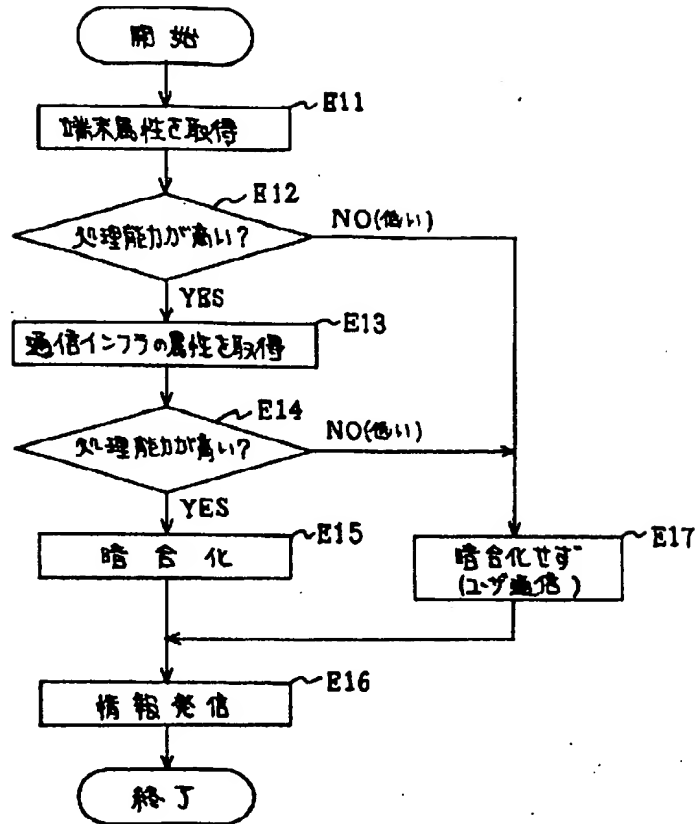 開始
E11
端末属性を取得
E12
処理能力が高い?
NO(低い)
YES
E13
通信インフラの属性を取得
E14
処理能力が高い?
NO(低い)
YES
E15
暗合化
E17
暗合化せず
(ユーザ通信)
E16
情報発信
終了